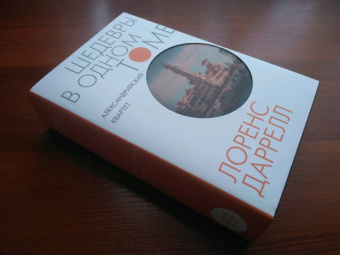 ШЕДЕВРЫ
В ОДНОМ
ТОМЕ
АЛЕКСАНДРИЙСКИЙ
КВАРТЕТ
ЛОРЕНС
ДАРРЕЛЛ